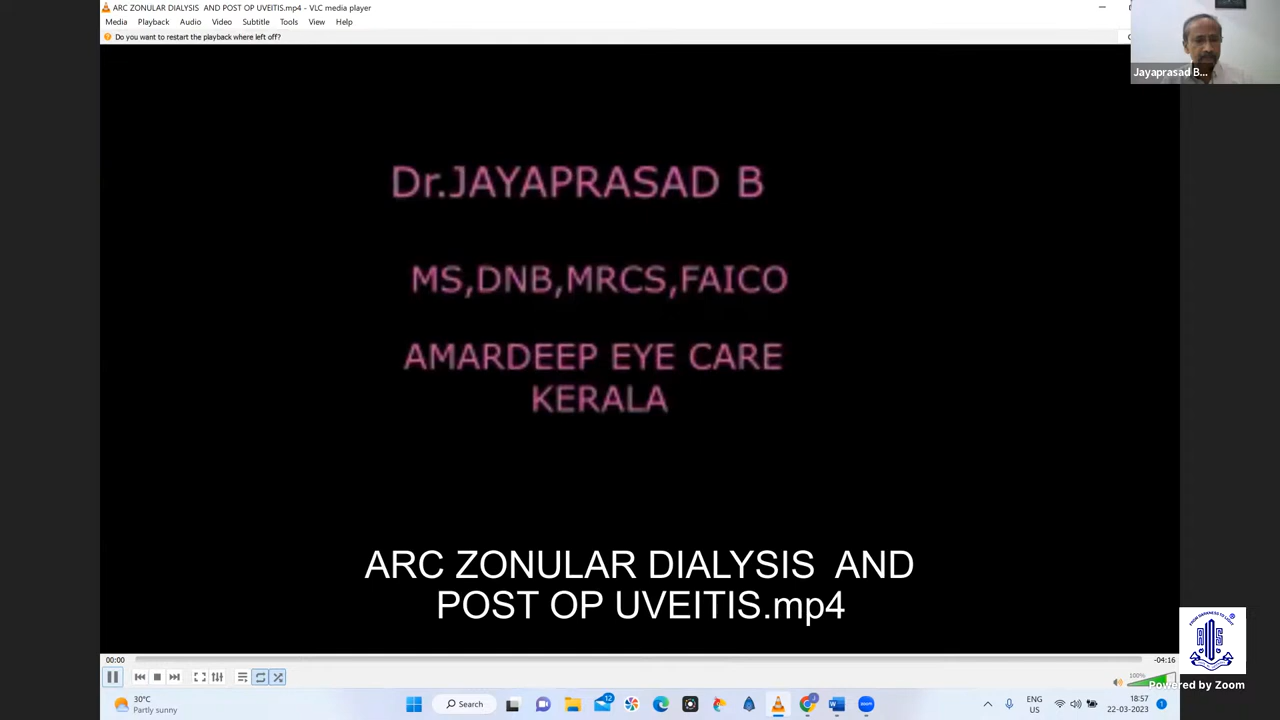 ARC ZONULAR DIALYSIS  AND POST OP UVEITIS.mp4 - VLC media player
Media Playback Audio Video Subtitle Tools View Help
Do you want to restart the playback where left off?
Jayaprasad B...
Dr.JAYAPRASAD B
MS,DNB,MRCS,FAICO
AMARDEEP EYE CARE
KERALA
ARC ZONULAR DIALYSIS  AND
POST OP UVEITIS.mp4
00:00
-04:16
100%
Powered by Zoom
30°C
Partly sunny
Search
12
ENG
US
18:57
22-03-2023
1